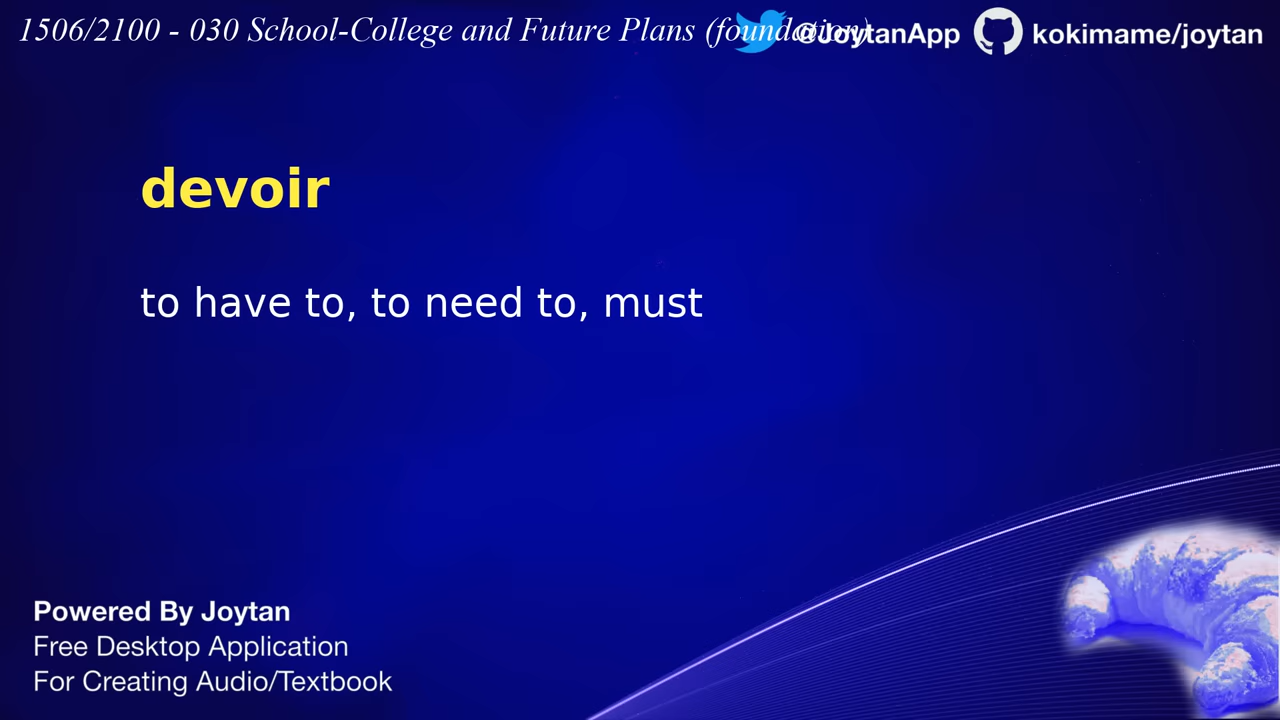 1506/2100 - 030 School-College and Future Plans (foundation)
@JoytanApp
kokimame/joytan
devoir
to have to, to need to, must
Powered By Joytan
Free Desktop Application
For Creating Audio/Textbook